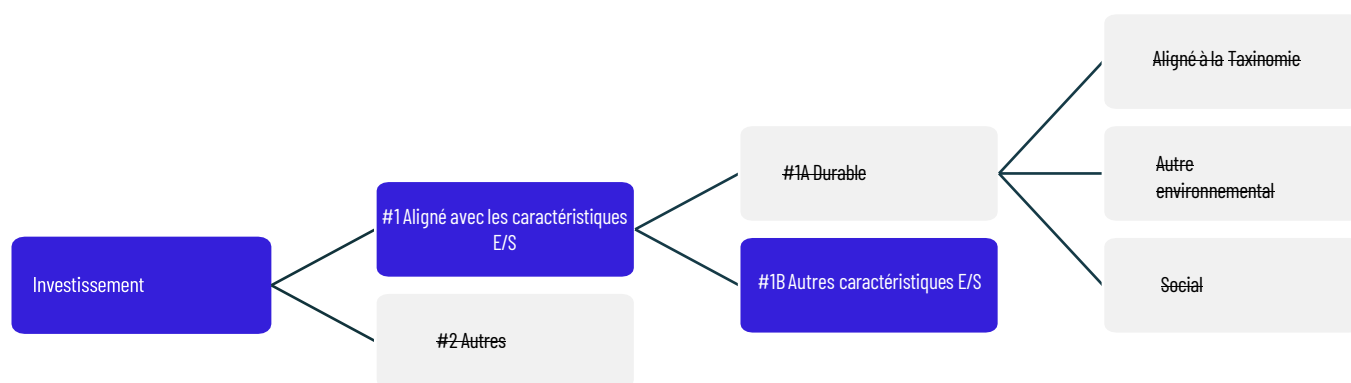 Investissement
#1 Aligné avec les caractéristiques
E/S
#2 Autres
#1A Durable
#1B Autres caractéristiques E/S
Aligné à la Taxinomie
Autre
environnemental
Social